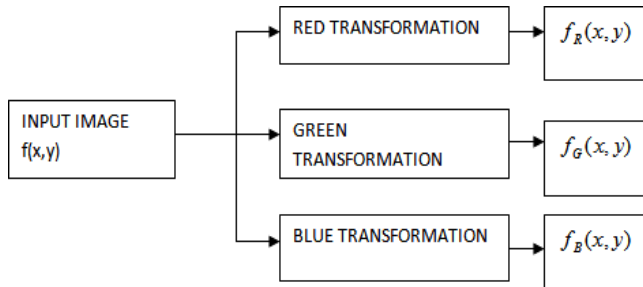 RED TRANSFORMATION
f_R(x, y)
INPUT IMAGE
f(x,y)
GREEN
TRANSFORMATION
f_G(x, y)
BLUE TRANSFORMATION
f_B(x, y)